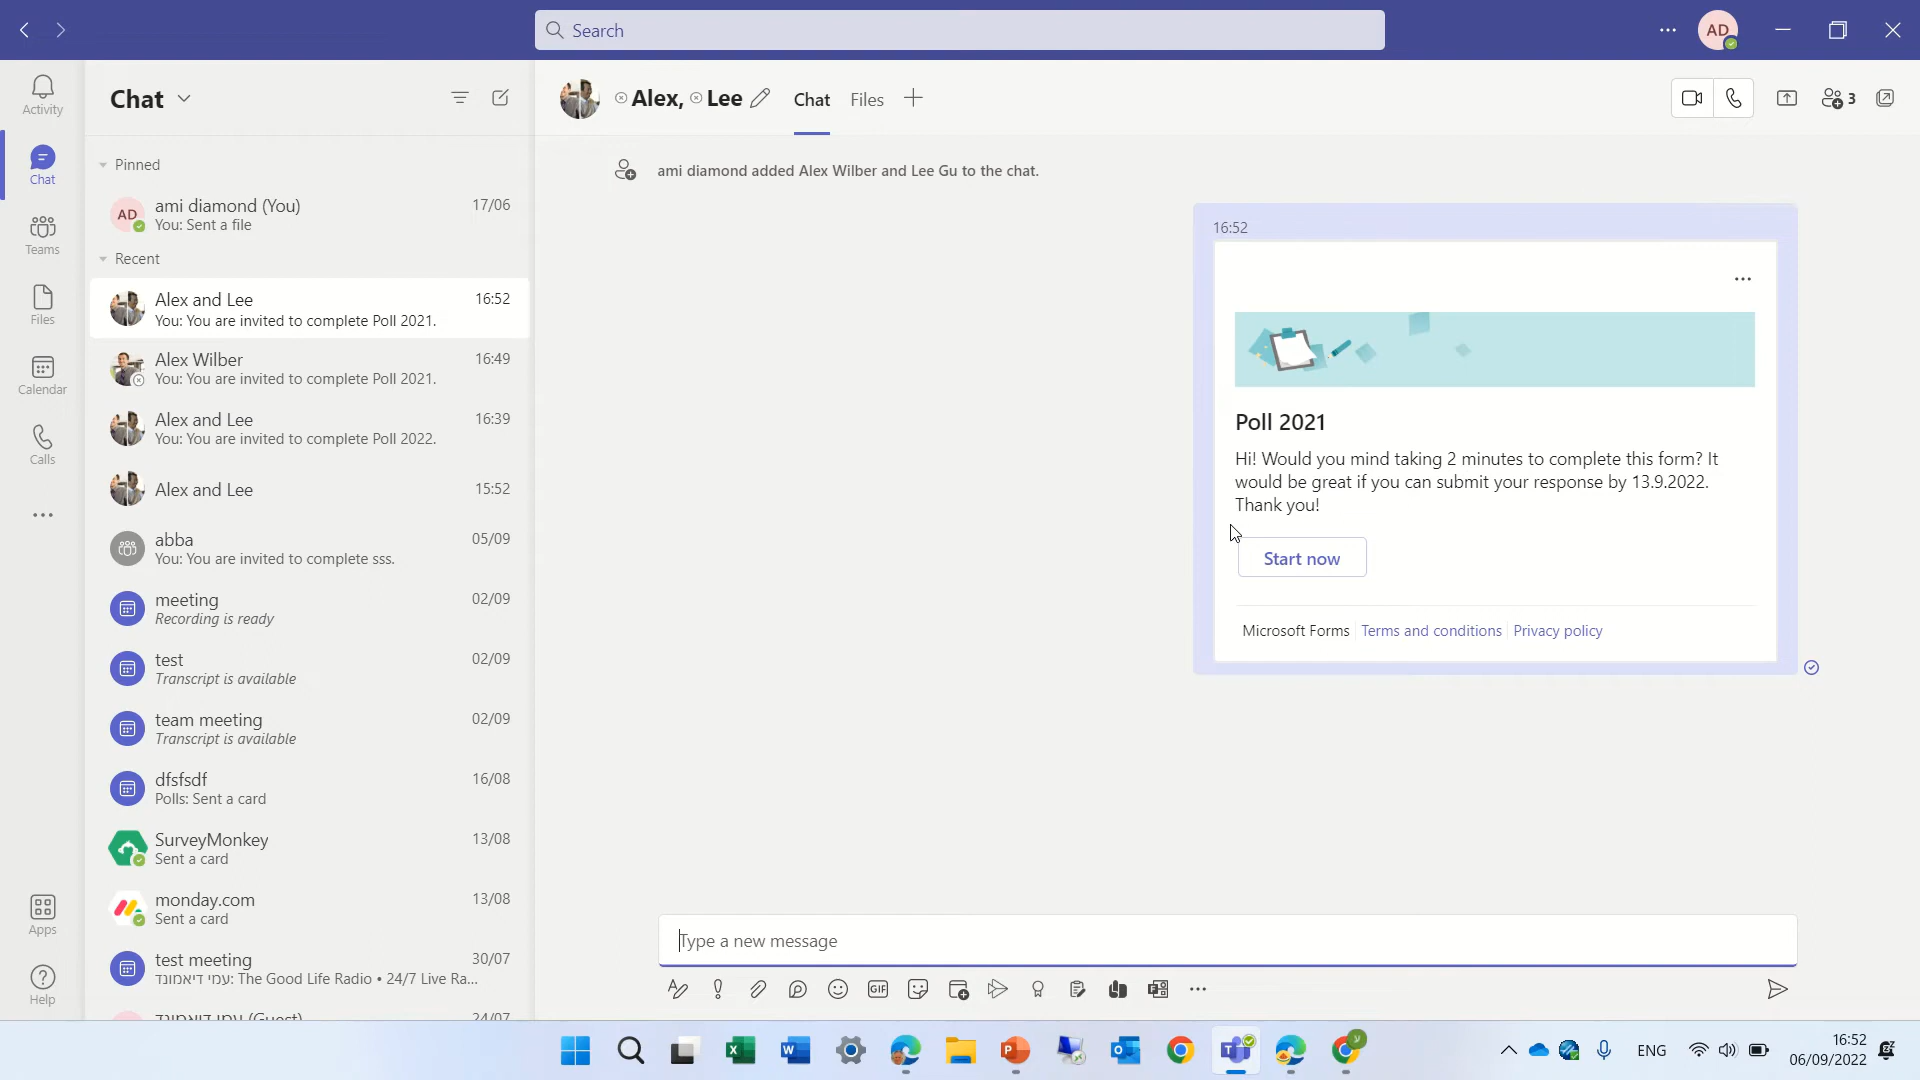 Search
AD
Activity
Chat
Teams
Files
Calendar
Calls
Apps
Help
Chat
Pinned
AD
ami diamond (You)
17/06
You: Sent a file
Recent
Alex and Lee
16:52
You: You are invited to complete Poll 2021.
Alex Wilber
16:49
You: You are invited to complete Poll 2021.
Alex and Lee
16:39
You: You are invited to complete Poll 2022.
Alex and Lee
15:52
abba
05/09
You: You are invited to complete sss.
meeting
02/09
Recording is ready
test
02/09
Transcript is available
team meeting
02/09
Transcript is available
dfsfsdf
16/08
Polls: Sent a card
SurveyMonkey
13/08
Sent a card
monday.com
13/08
Sent a card
test meeting
30/07
עמי דיאמונד: The Good Life Radio • 24/7 Live Ra...
עמי דיאמונד (Guest)
24/07
Alex, Lee
Chat
Files
3
ami diamond added Alex Wilber and Lee Gu to the chat.
16:52
Poll 2021
Hi! Would you mind taking 2 minutes to complete this form? It
would be great if you can submit your response by 13.9.2022.
Thank you!
Start now
Microsoft Forms
Terms and conditions
Privacy policy
Type a new message
GIF
ENG
16:52
06/09/2022